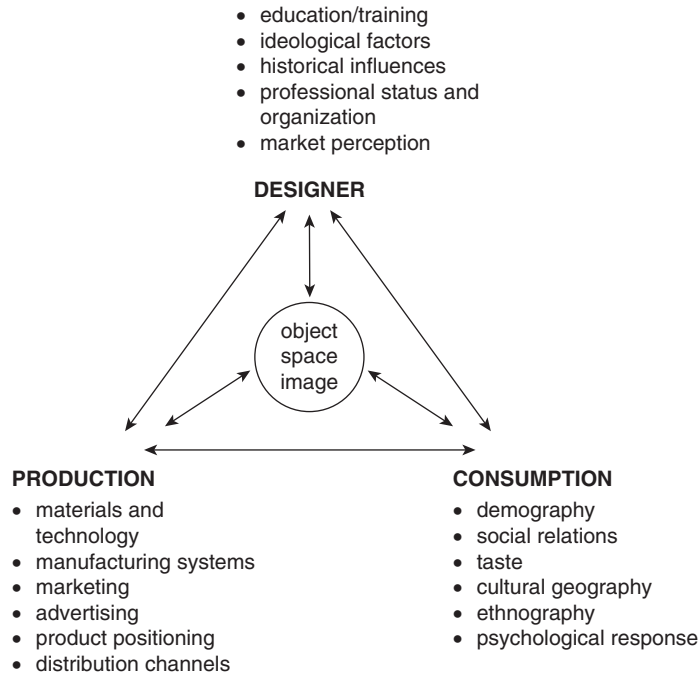 • education/training
• ideological factors
• historical influences
• professional status and
organization
• market perception
DESIGNER
object
space
image
PRODUCTION
• materials and
technology
• manufacturing systems
• marketing
• advertising
• product positioning
• distribution channels
CONSUMPTION
• demography
• social relations
• taste
• cultural geography
• ethnography
• psychological response